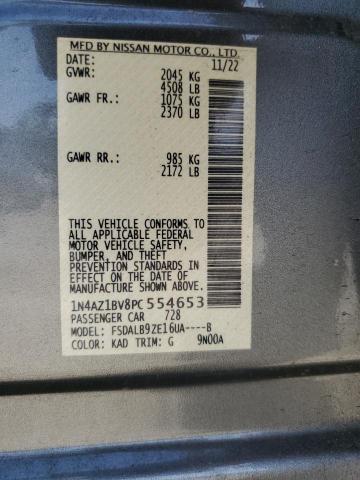 MFD BY NISSAN MOTOR CO., LTD
DATE: 11/22
GVWR: 2045 KG
4508 LB
GAWR FR.: 1075 KG
2370 LB
GAWR RR.: 985 KG
2172 LB
THIS VEHICLE CONFORMS TO
ALL APPLICABLE FEDERAL
MOTOR VEHICLE SAFETY,
BUMPER, AND THEFT
PREVENTION STANDARDS IN
EFFECT ON THE DATE OF
MANUFACTURE SHOWN ABOVE.
1N4AZ1BV8PC554653
PASSENGER CAR 728
MODEL: FSDALB9ZE16UA----B
COLOR: KAD TRIM: G 9N00A